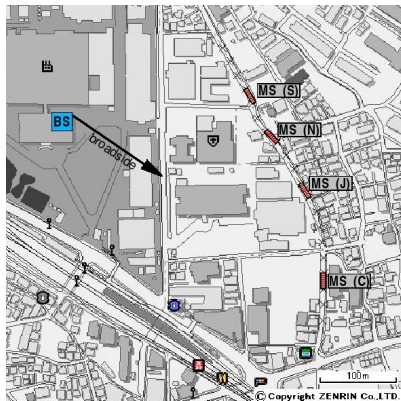 MS (S)
BS
MS (N)
broadside
MS (J)
MS (C)
100m
© Copyright ZENRIN Co.,LTD.